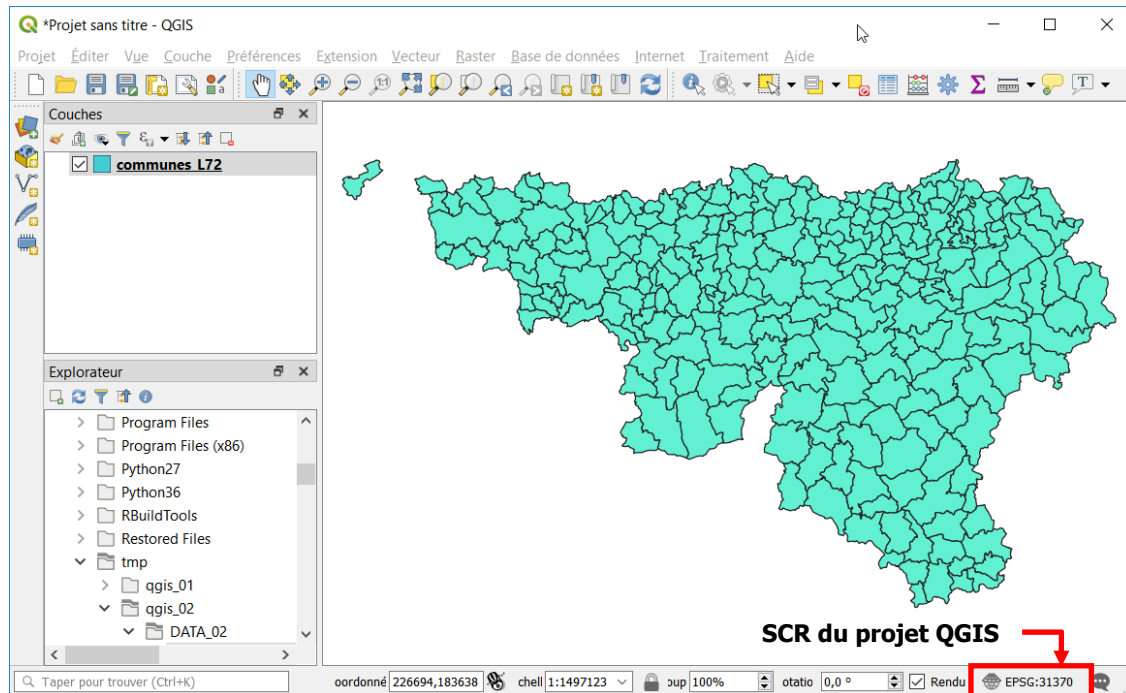 *Projet sans titre - QGIS
Projet Éditer Vue Couche Préférences Extension Vecteur Raster Base de données Internet Traitement Aide
Couches
communes_L72
Explorateur
Program Files
Program Files (x86)
Python27
Python36
RBuildTools
Restored Files
tmp
qgis_01
qgis_02
DATA_02
SCR du projet QGIS
Taper pour trouver (Ctrl+K) oordonné 226694,183638 chell 1:1497123 oup 100% otatio 0,0 ° Rendu EPSG:31370